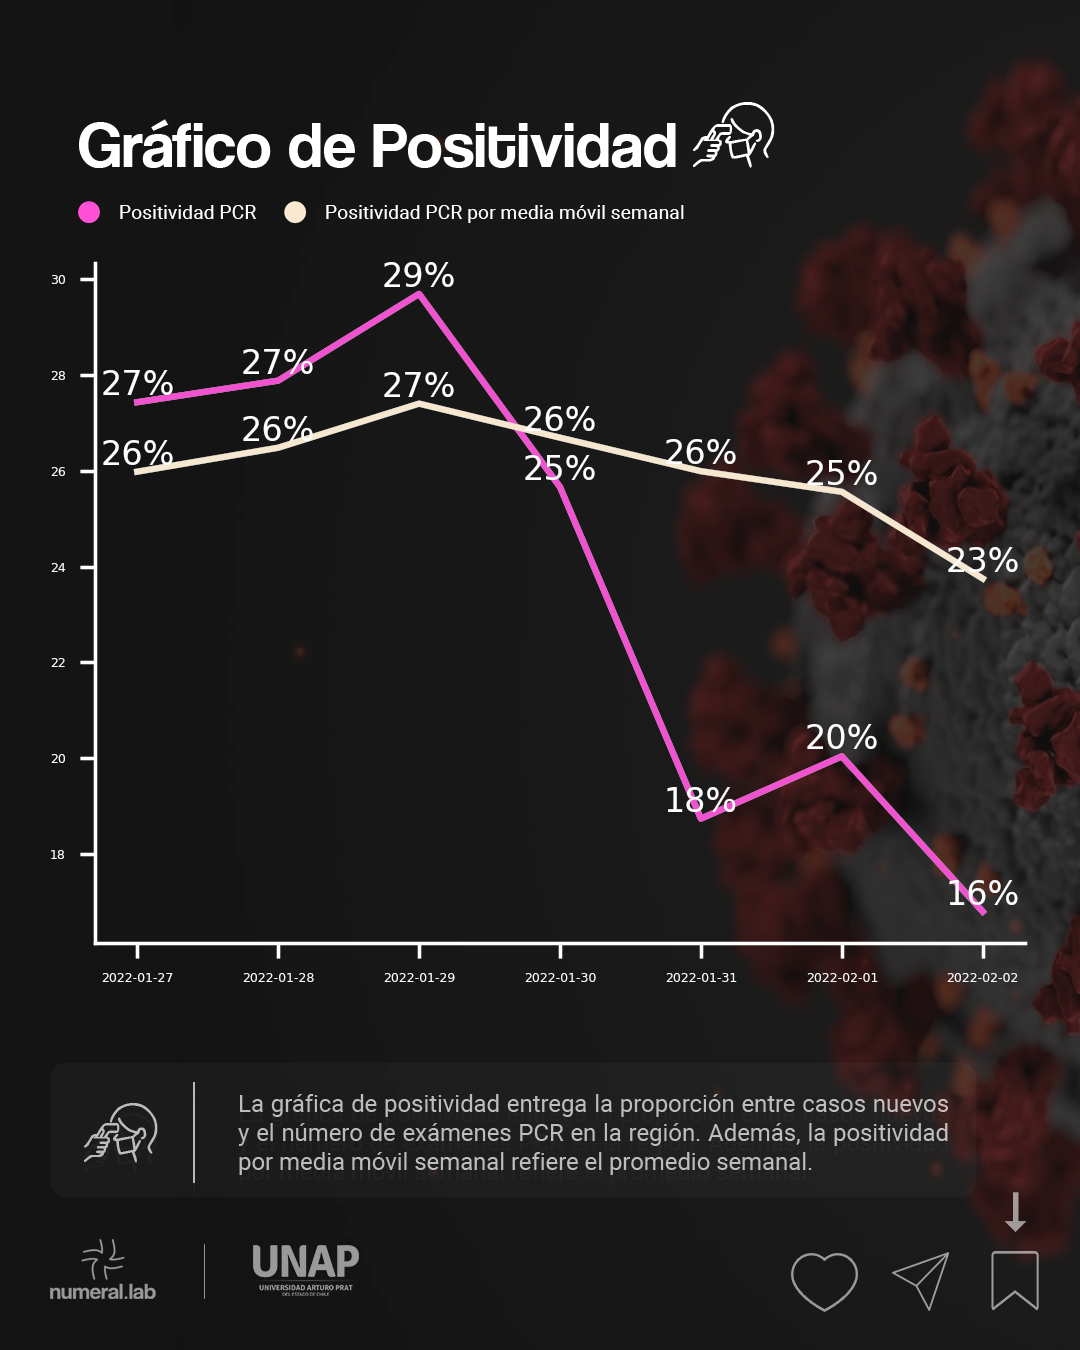 Gráfico de Positividad
Positividad PCR
Positividad PCR por media móvil semanal
30
28
26
24
22
20
18
27%
27%
29%
25%
18%
20%
16%
26%
26%
27%
26%
26%
25%
23%
2022-01-27
2022-01-28
2022-01-29
2022-01-30
2022-01-31
2022-02-01
2022-02-02
La gráfica de positividad entrega la proporción entre casos nuevos
y el número de exámenes PCR en la región. Además, la positividad
por media móvil semanal refiere el promedio semanal.
numeral.lab
UNAP
UNIVERSIDAD ARTURO PRAT
DEL ESTADO DE CHILE